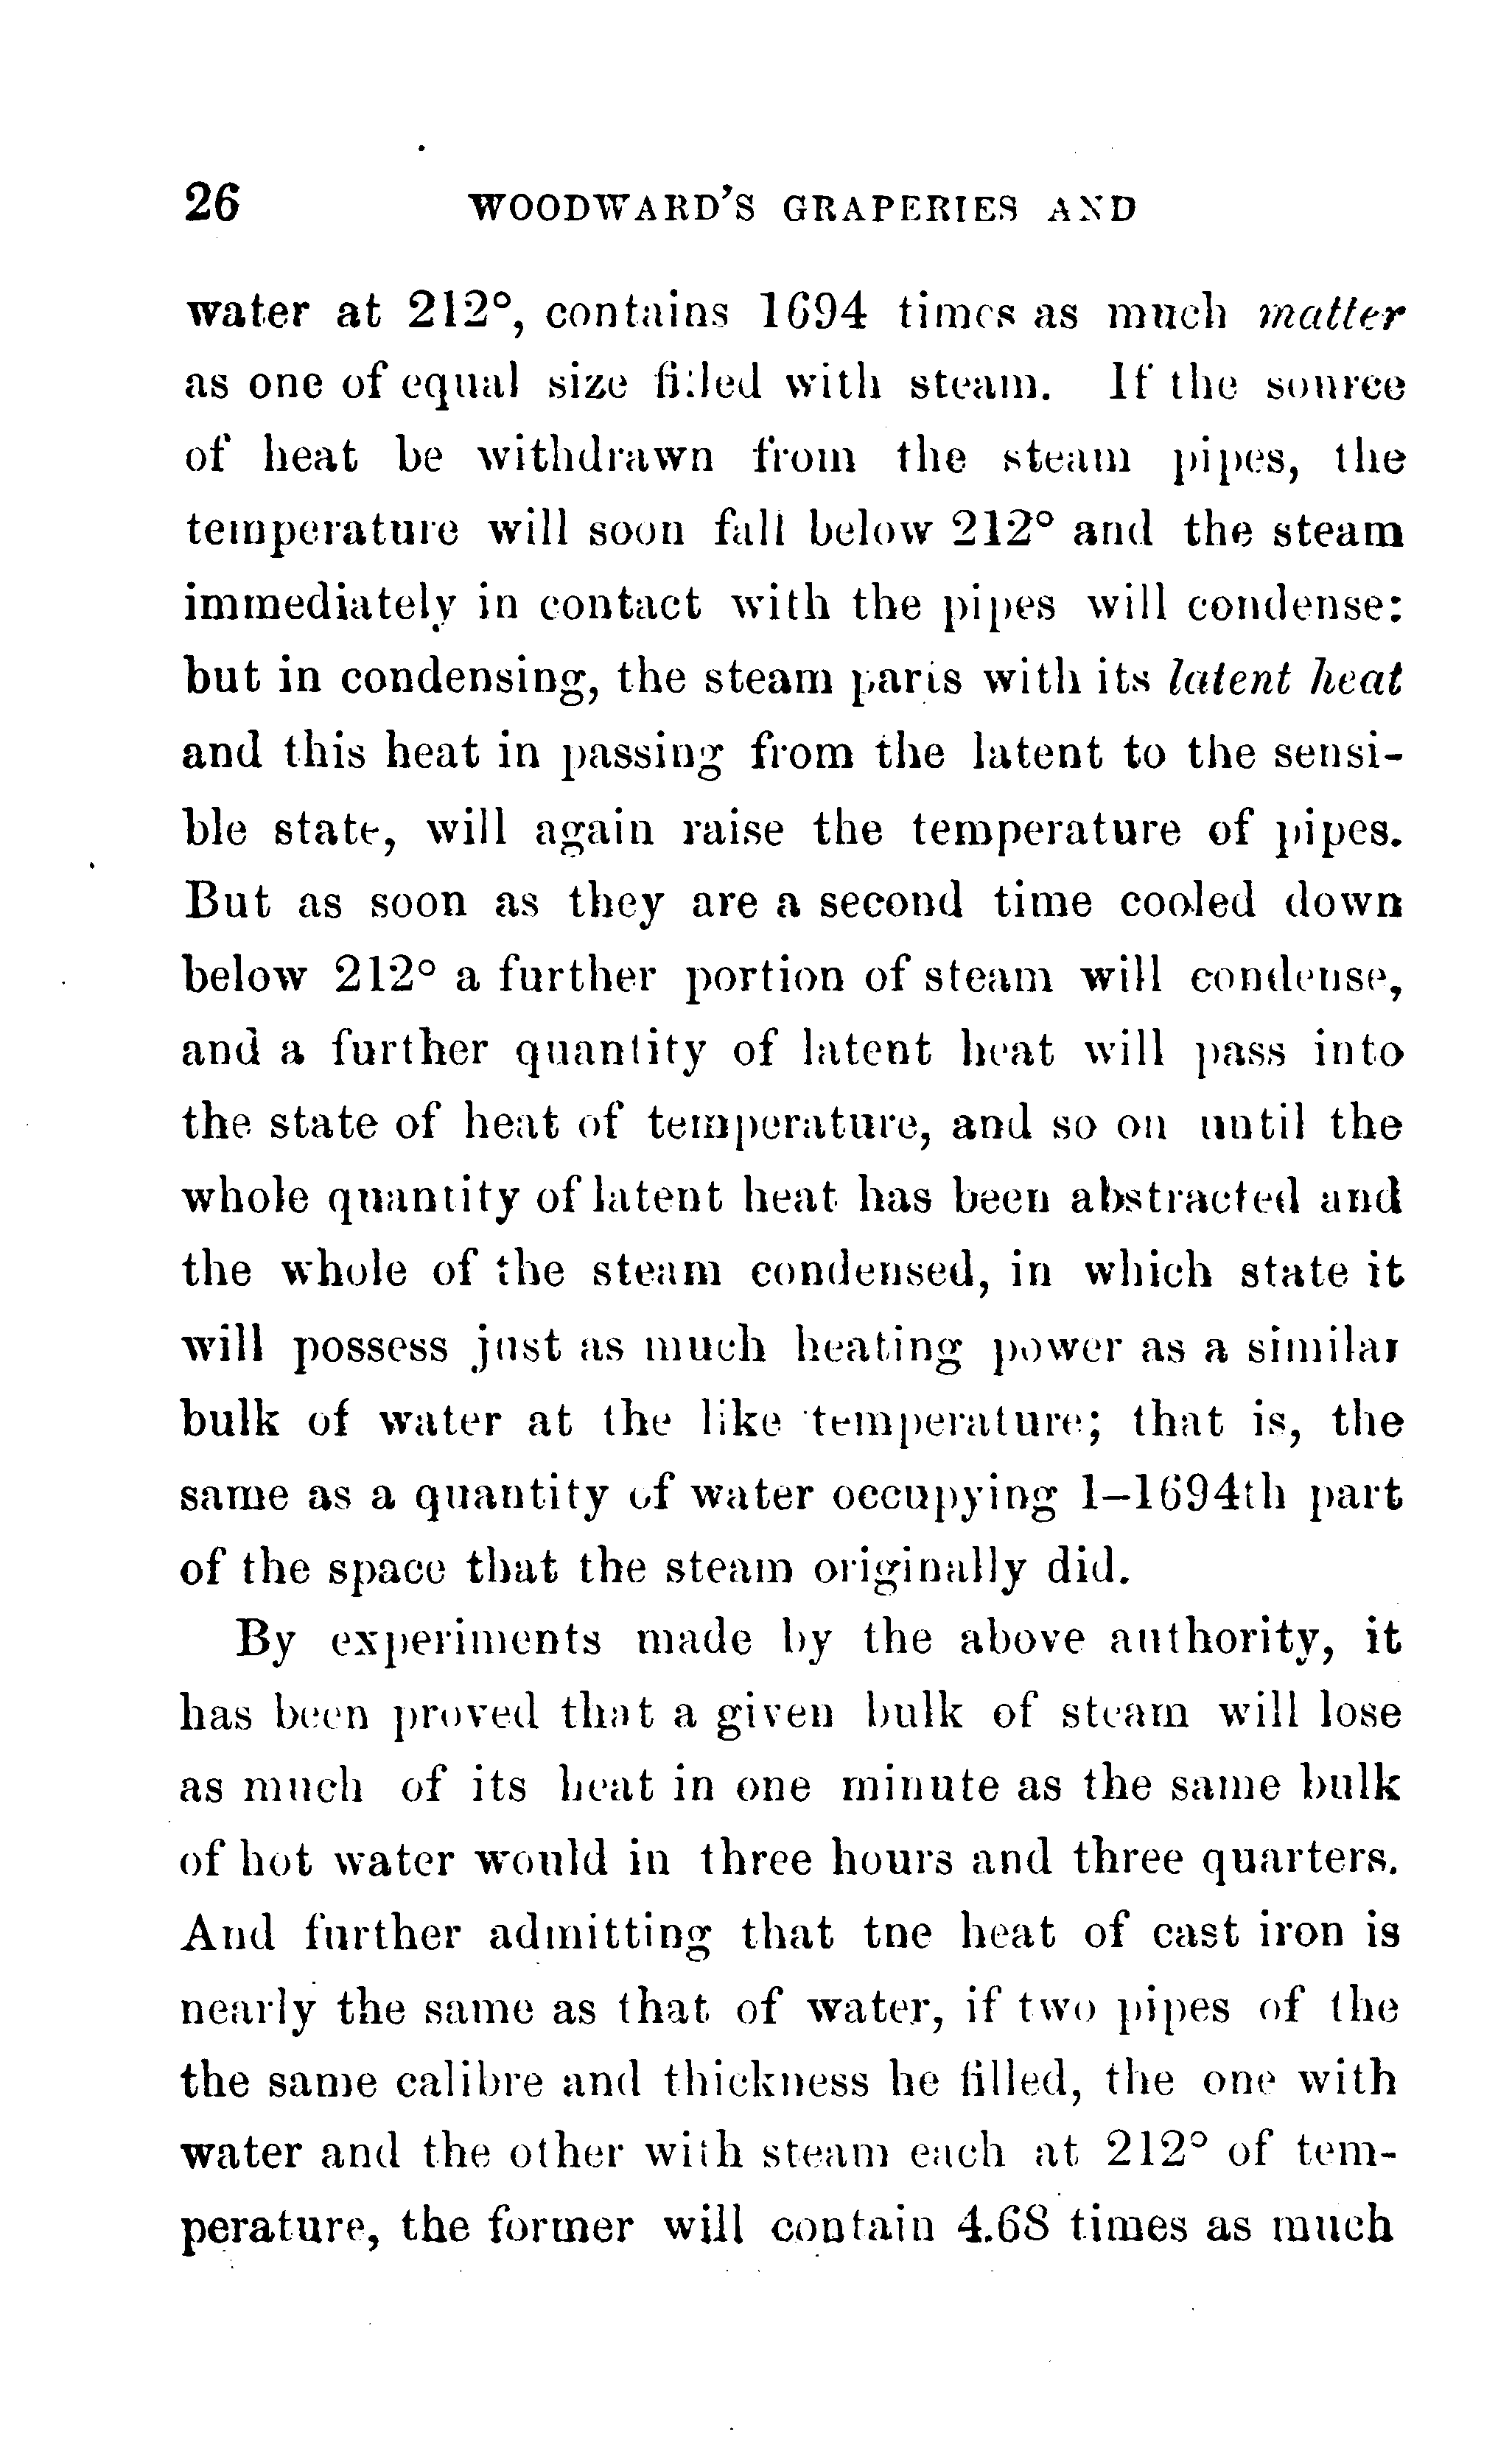 26 WOODWARD'S GRAPERIES AND
water at 212°, contains 1694 times as much matter
as one of equal size filled with steam. If the source
of heat be withdrawn from the steam pipes, the
temperature will soon fall below 212° and the steam
immediately in contact with the pipes will condense:
but in condensing, the steam parts with its latent heat
and this heat in passing from the latent to the sensi-
ble state, will again raise the temperature of pipes.
But as soon as they are a second time cooled down
below 212° a further portion of steam will condense,
and a further quantity of latent heat will pass into
the state of heat of temperature, and so on until the
whole quantity of latent heat has been abstracted and
the whole of the steam condensed, in which state it
will possess just as much heating power as a similar
bulk of water at the like temperature; that is, the
same as a quantity of water occupying 1–1694th part
of the space that the steam originally did.
By experiments made by the above authority, it
has been proved that a given bulk of steam will lose
as much of its heat in one minute as the same bulk
of hot water would in three hours and three quarters.
And further admitting that tne heat of cast iron is
nearly the same as that of water, if two pipes of the
the same calibre and thickness he filled, the one with
water and the other with steam each at 212° of tem-
perature, the former will contain 4.68 times as much